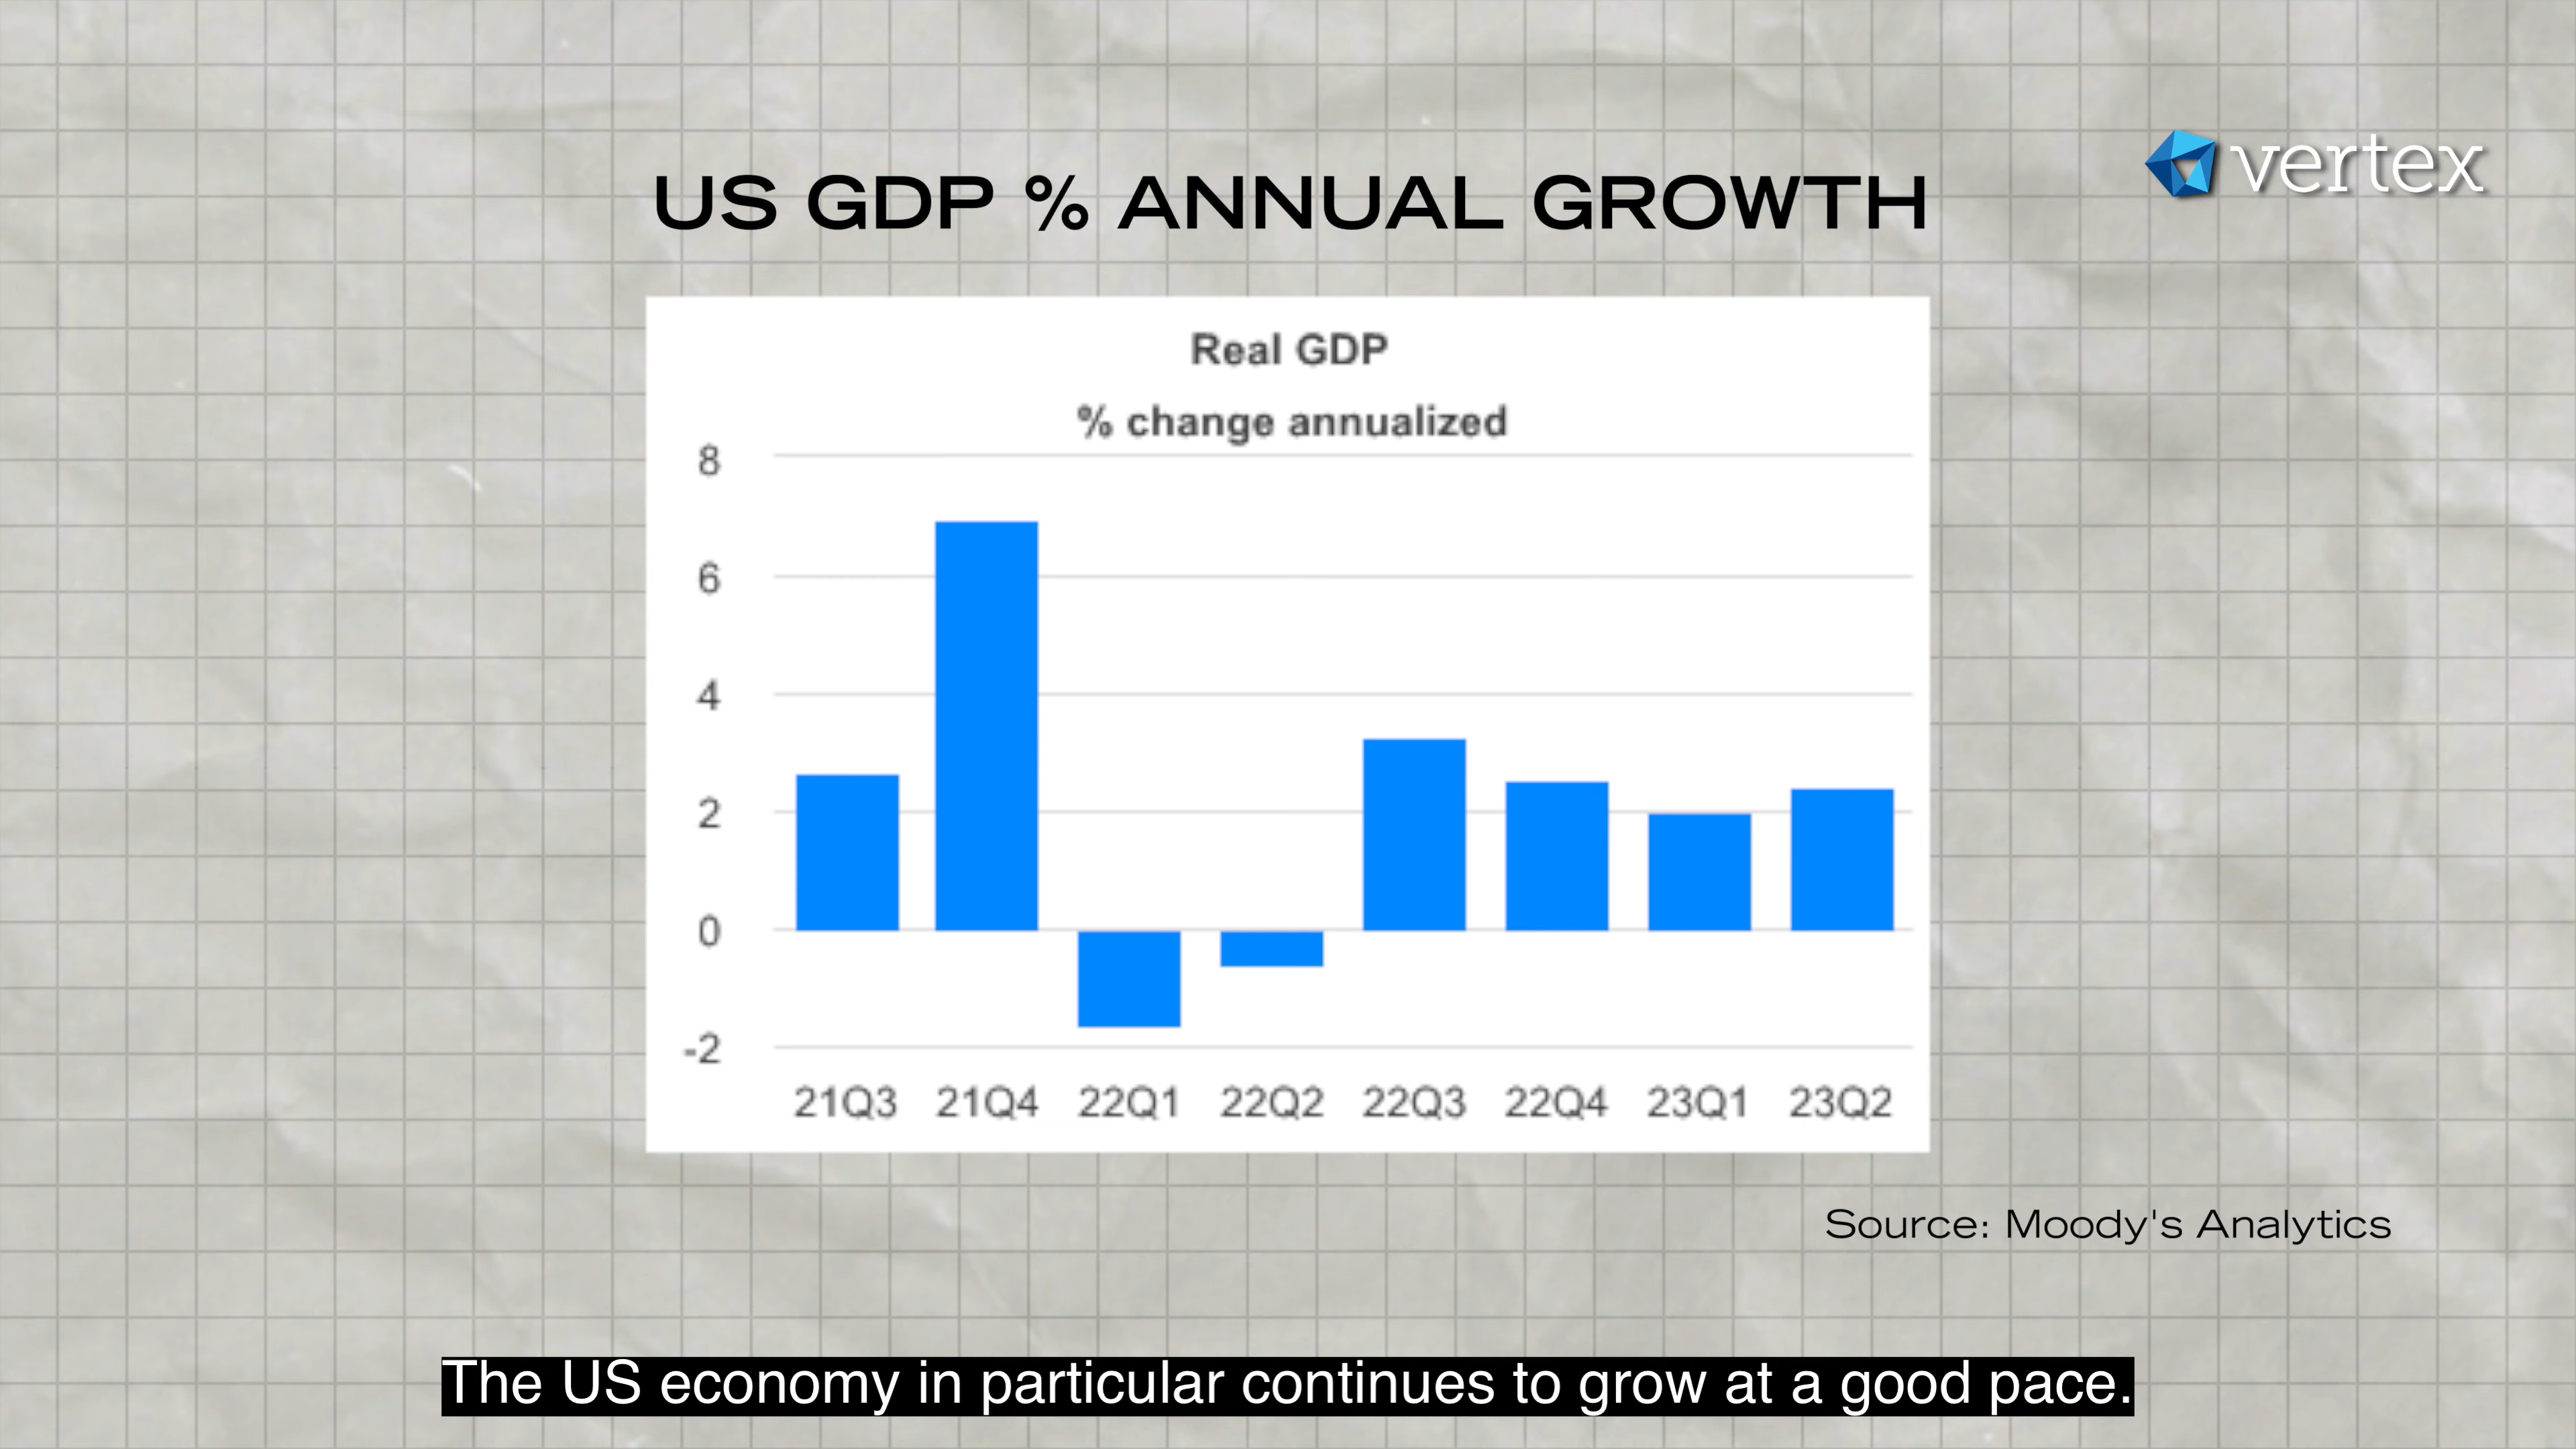 vertex
US GDP % ANNUAL GROWTH
Real GDP
% change annualized
8
6
4
2
0
-2
21Q3 21Q4 22Q1 22Q2 22Q3 22Q4 23Q1 23Q2
Source: Moody's Analytics
The US economy in particular continues to grow at a good pace.